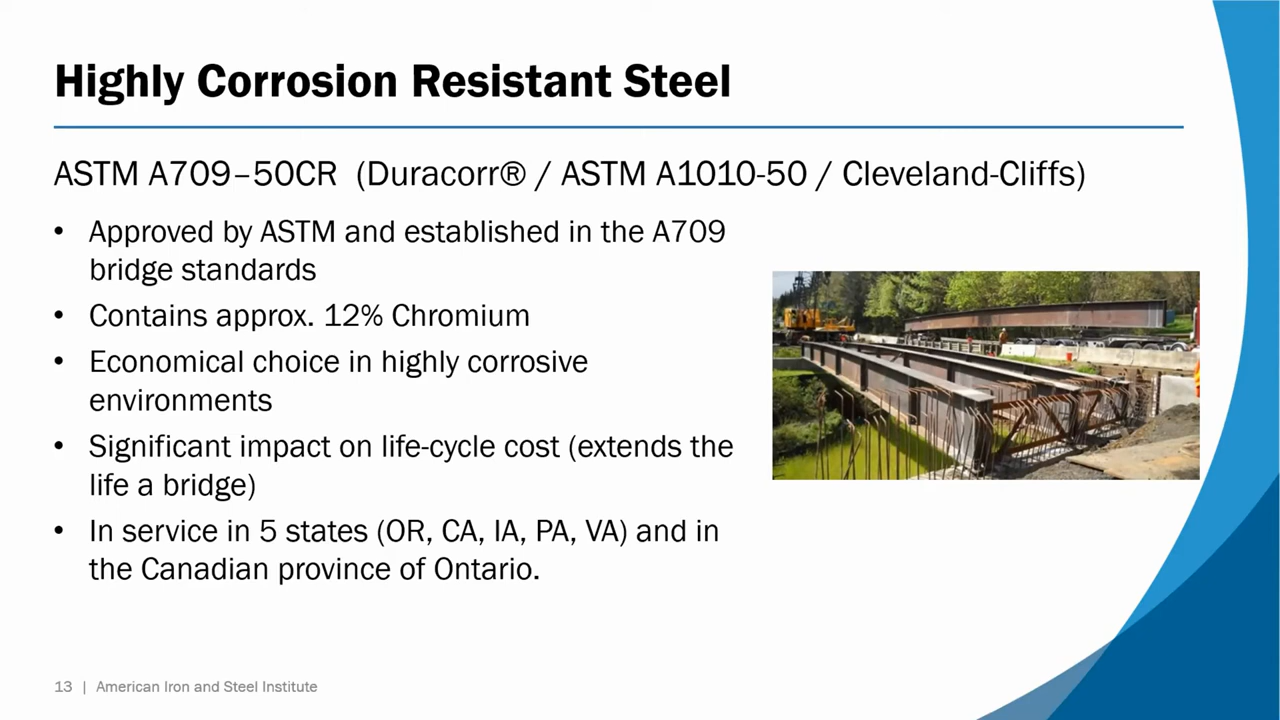 Highly Corrosion Resistant Steel
ASTM A709–50CR (Duracorr® / ASTM A1010-50 / Cleveland-Cliffs)
• Approved by ASTM and established in the A709
bridge standards
• Contains approx. 12% Chromium
• Economical choice in highly corrosive
environments
• Significant impact on life-cycle cost (extends the
life a bridge)
• In service in 5 states (OR, CA, IA, PA, VA) and in
the Canadian province of Ontario.
13 | American Iron and Steel Institute